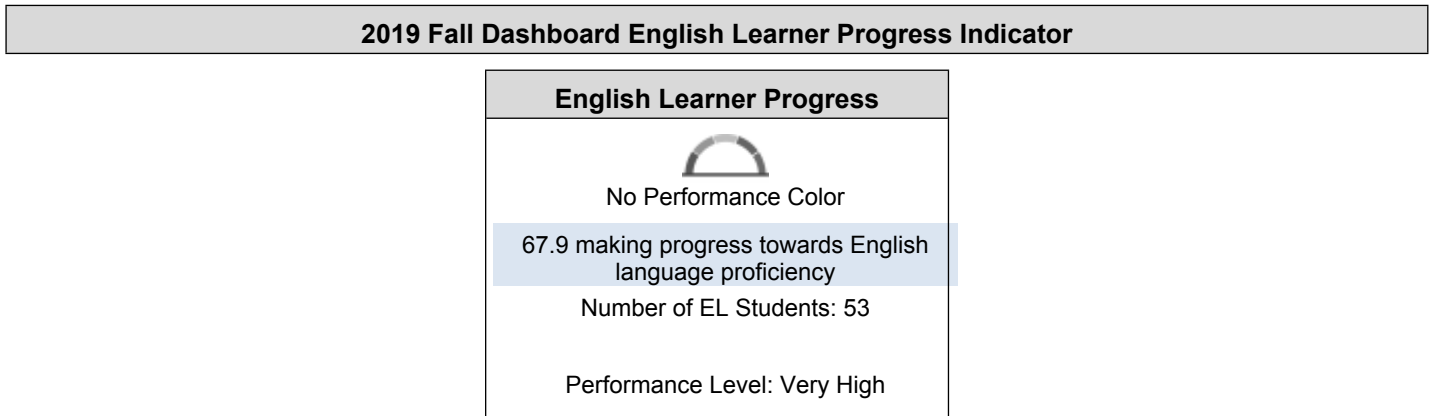 2019 Fall Dashboard English Learner Progress Indicator
English Learner Progress
No Performance Color
67.9 making progress towards English
language proficiency
Number of EL Students: 53
Performance Level: Very High